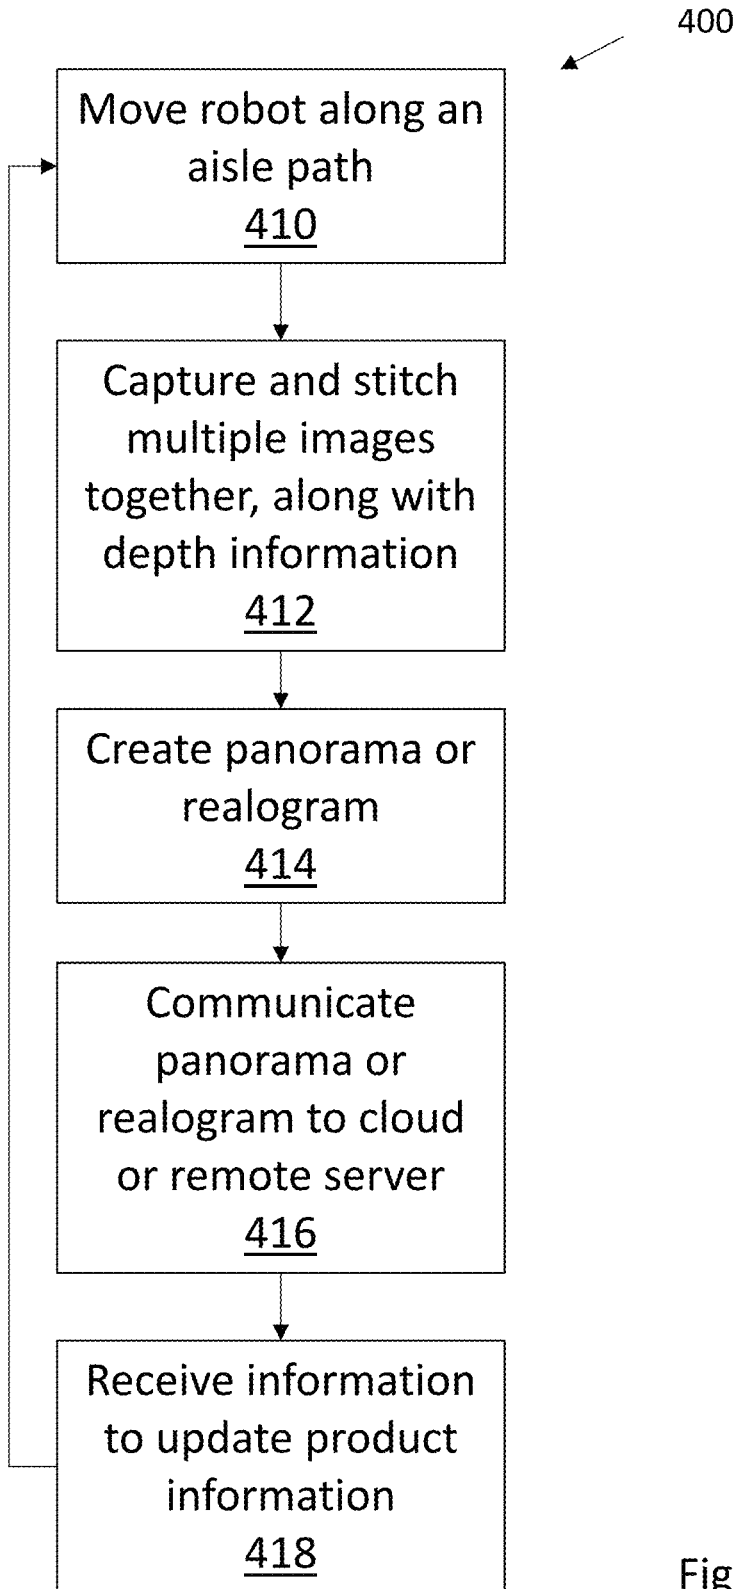 400
Move robot along an
aisle path
410
Capture and stitch
multiple images
together, along with
depth information
412
Create panorama or
realogram
414
Communicate
panorama or
realogram to cloud
or remote server
416
Receive information
to update product
information
418
Fig